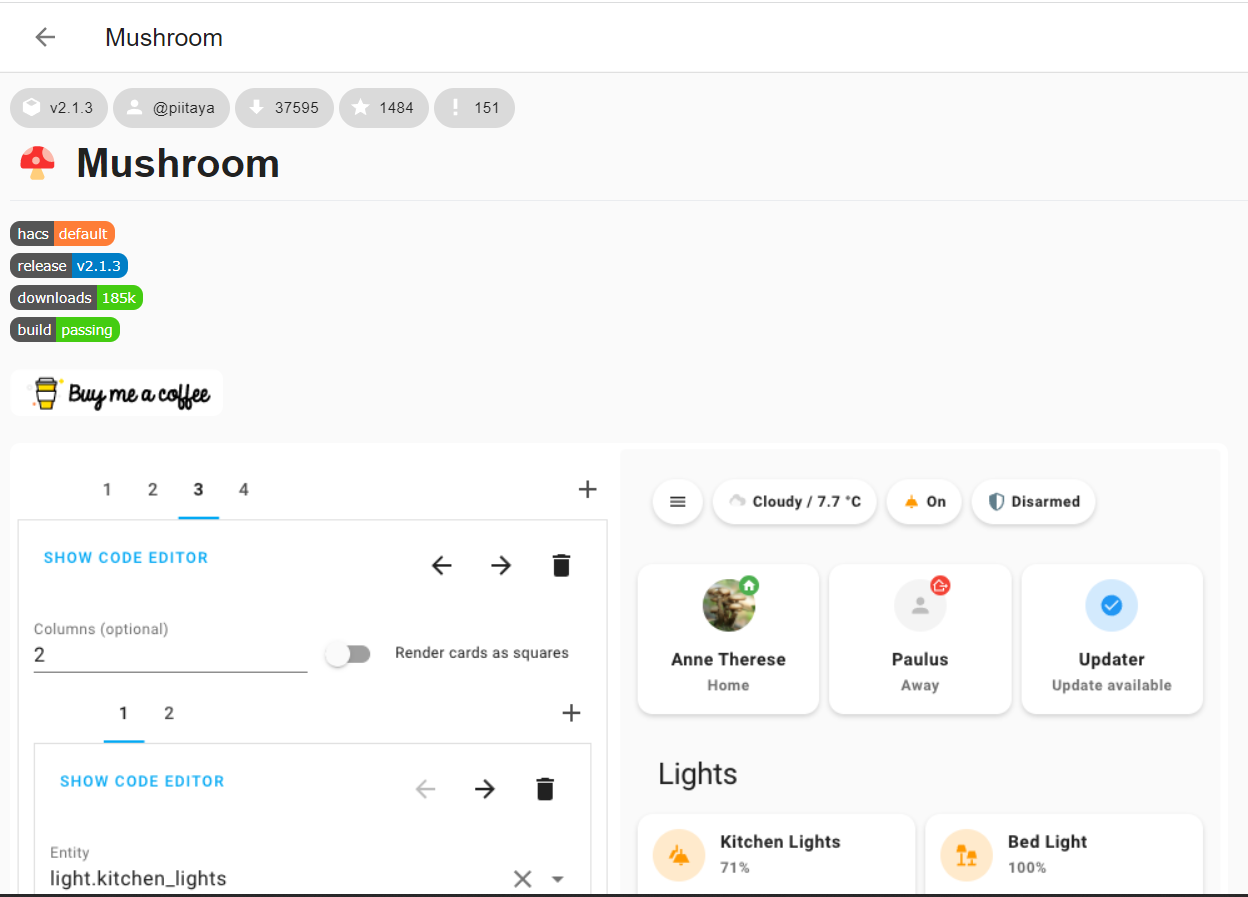 Mushroom
v2.1.3 @piitaya 37595 1484 151
Mushroom
hacs default
release v2.1.3
downloads 185k
build passing
Buy me a coffee
1 2 3 4
SHOW CODE EDITOR
Columns (optional)
2
Render cards as squares
1 2
SHOW CODE EDITOR
Entity
light.kitchen_lights
Cloudy / 7.7 °C On Disarmed
Anne Therese
Home
Paulus
Away
Updater
Update available
Lights
Kitchen Lights
71%
Bed Light
100%